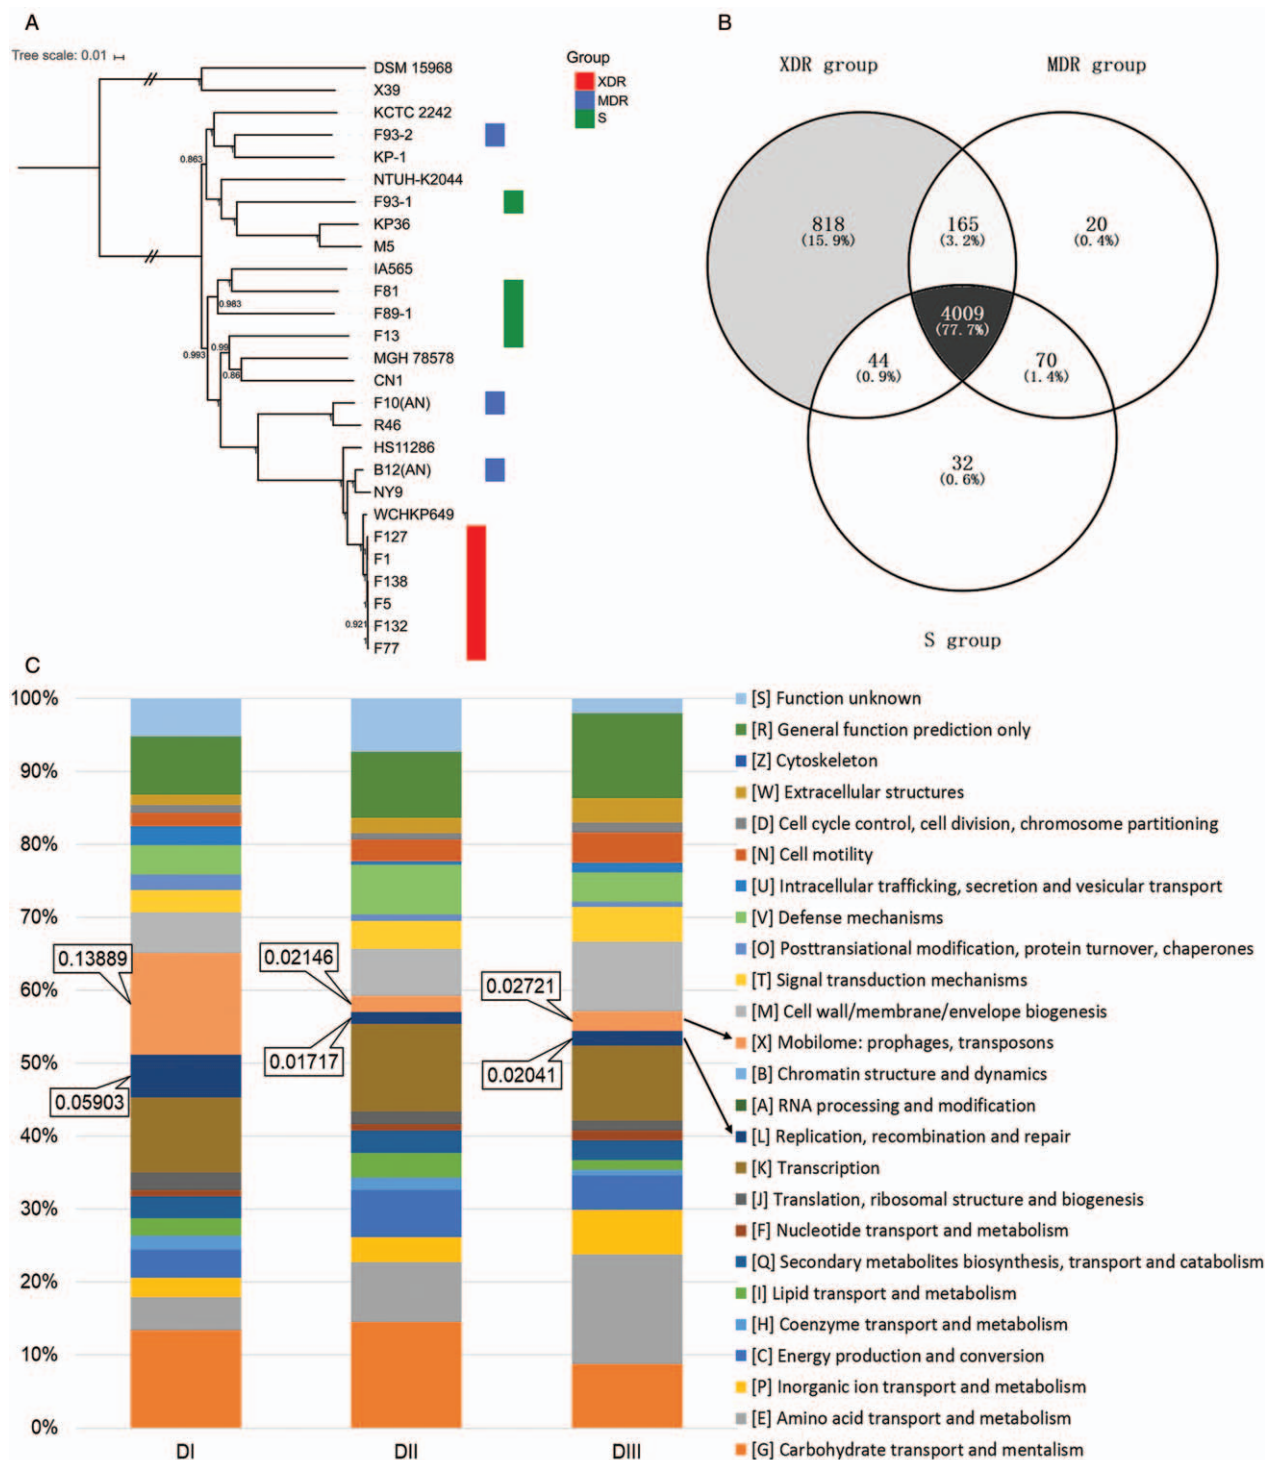 A
Tree scale: 0.01
Group
XDR
MDR
S
DSM 15968
X39
KCTC 2242
F93-2
0.863
KP-1
NTUH-K2044
F93-1
KP36
M5
IA565
F81
0.983
F89-1
F13
0.99
0.993
MGH 78578
0.86
CN1
F10(AN)
R46
HS11286
B12(AN)
NY9
WCHKP649
F127
F1
F138
F5
0.921
F132
F77
B
XDR group
MDR group
818
(15.9%)
165
(3.2%)
20
(0.4%)
4009
(77.7%)
44
(0.9%)
70
(1.4%)
32
(0.6%)
S group
C
100%
90%
80%
70%
60%
50%
40%
30%
20%
10%
0%
0.13889
0.05903
0.02146
0.01717
0.02721
0.02041
DI
DII
DIII
[S] Function unknown
[R] General function prediction only
[Z] Cytoskeleton
[W] Extracellular structures
[D] Cell cycle control, cell division, chromosome partitioning
[N] Cell motility
[U] Intracellular trafficking, secretion and vesicular transport
[V] Defense mechanisms
[O] Posttransiational modification, protein turnover, chaperones
[T] Signal transduction mechanisms
[M] Cell wall/membrane/envelope biogenesis
[X] Mobilome: prophages, transposons
[B] Chromatin structure and dynamics
[A] RNA processing and modification
[L] Replication, recombination and repair
[K] Transcription
[J] Translation, ribosomal structure and biogenesis
[F] Nucleotide transport and metabolism
[Q] Secondary metabolites biosynthesis, transport and catabolism
[I] Lipid transport and metabolism
[H] Coenzyme transport and metabolism
[C] Energy production and conversion
[P] Inorganic ion transport and metabolism
[E] Amino acid transport and metabolism
[G] Carbohydrate transport and mentalism